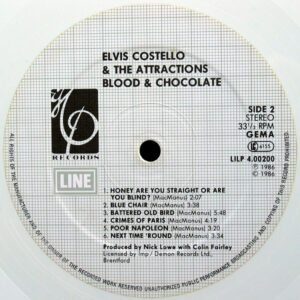 ELVIS COSTELLO
& THE ATTRACTIONS
BLOOD & CHOCOLATE
RECORDS
LINE
SIDE 2
STEREO
33⅓ RPM
GEMA
LC 6155
LILP 4.00200
Ⓟ 1986
© 1986
1. HONEY ARE YOU STRAIGHT OR ARE
YOU BLIND? (MacManus) 2:07
2. BLUE CHAIR (MacManus) 3:38
3. BATTERED OLD BIRD (MacManus) 5:48
4. CRIMES OF PARIS (MacManus) 4:20
5. POOR NAPOLEON (MacManus) 3:20
6. NEXT TIME 'ROUND (MacManus) 3:34
Produced by Nick Lowe with Colin Fairley
Licensed by Imp / Demon Records Ltd.,
Brentford
ALL RIGHTS OF THE MANUFACTURER AND OF THE OWNER OF THE RECORDED WORK RESERVED UNAUTHORIZED PUBLIC PERFORMANCE BROADCASTING AND COPYING OF THIS RECORD PROHIBITED.